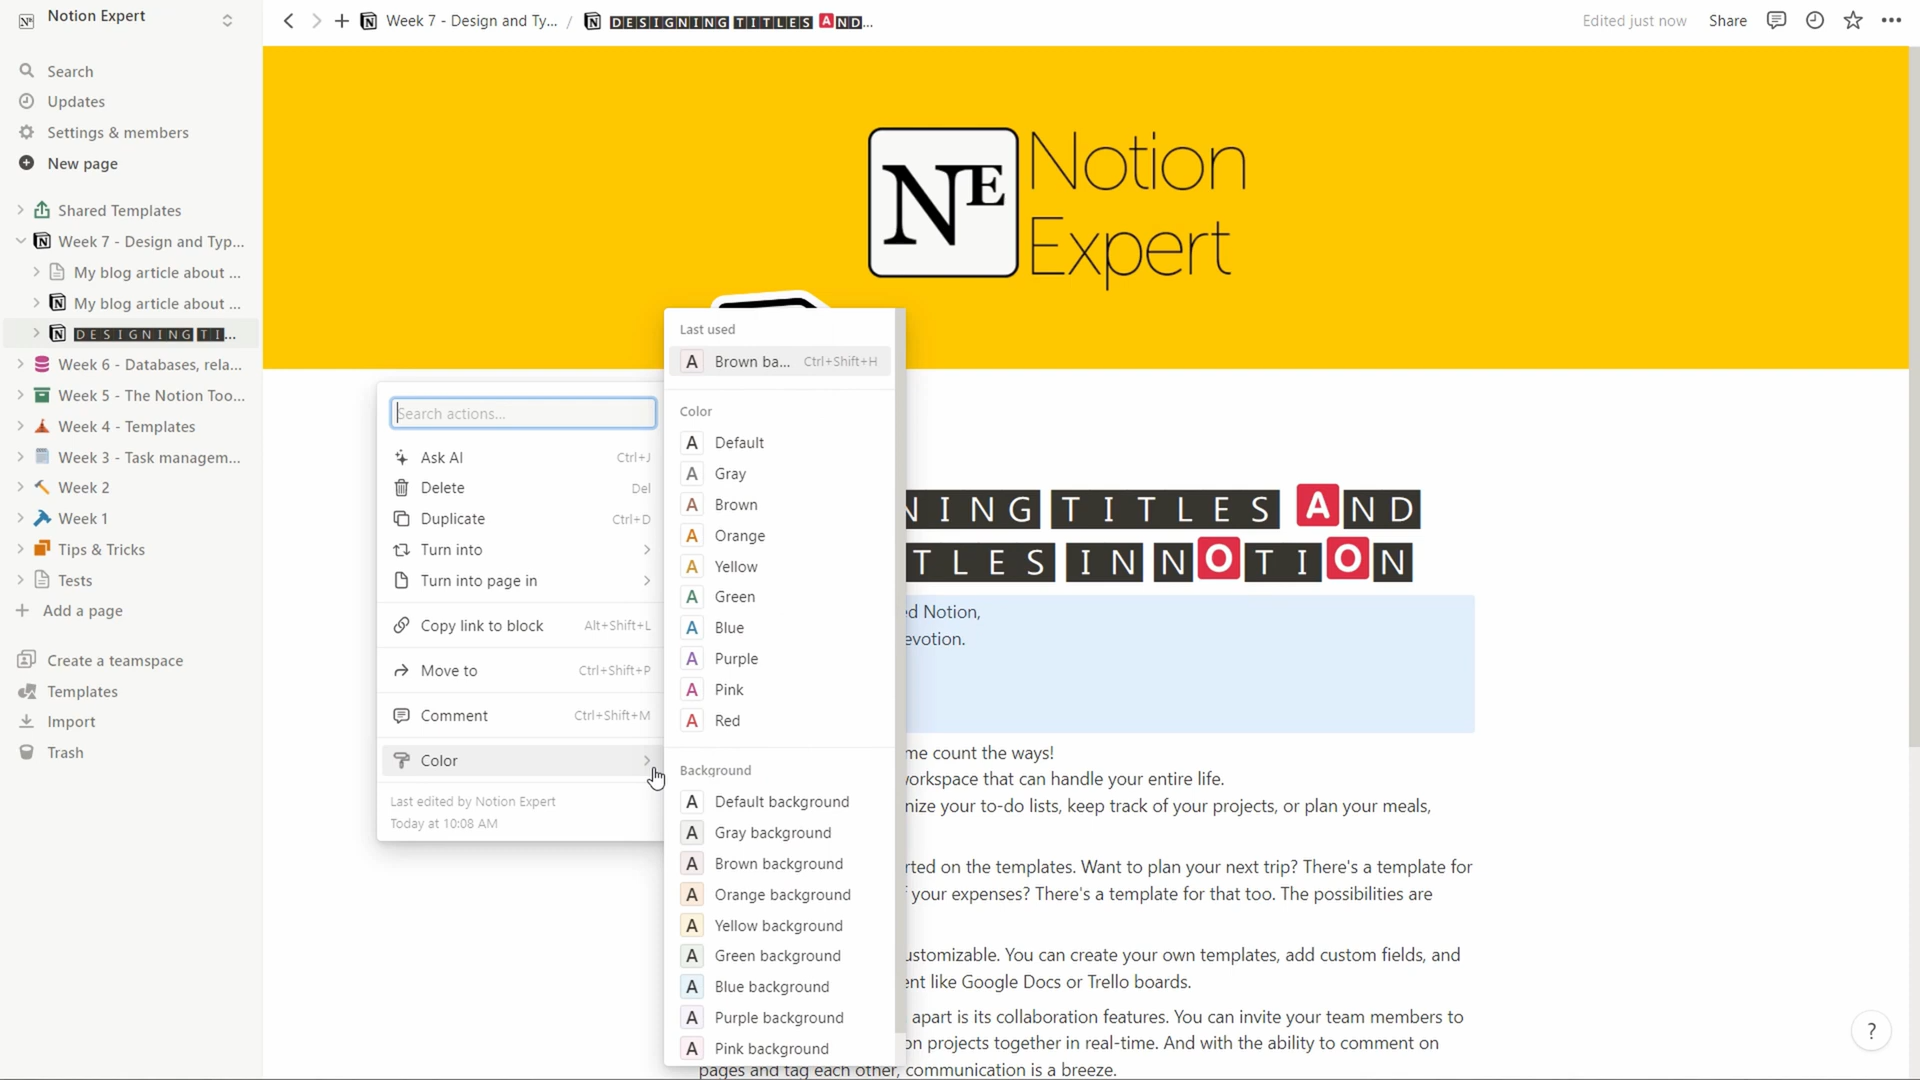 Notion Expert
Search
Updates
Settings & members
New page
Shared Templates
Week 7 - Design and Typ...
My blog article about ...
My blog article about ...
DESIGNING TI...
Week 6 - Databases, rela...
Week 5 - The Notion Too...
Week 4 - Templates
Week 3 - Task managem...
Week 2
Week 1
Tips & Tricks
Tests
Add a page
Create a teamspace
Templates
Import
Trash
Week 7 - Design and Ty... / DESIGNING TITLES AND...
Edited just now Share
NE Notion
Expert
Search actions...
Ask AI Ctrl+J
Delete Del
Duplicate Ctrl+D
Turn into
Turn into page in
Copy link to block Alt+Shift+L
Move to Ctrl+Shift+P
Comment Ctrl+Shift+M
Color
Last edited by Notion Expert
Today at 10:08 AM
Last used
A Brown ba... Ctrl+Shift+H
Color
A Default
A Gray
A Brown
A Orange
A Yellow
A Green
A Blue
A Purple
A Pink
A Red
Background
A Default background
A Gray background
A Brown background
A Orange background
A Yellow background
A Green background
A Blue background
A Purple background
A Pink background
NING TITLES AND
TLES IN NOTION
Notion,
me count the ways!
that can handle your entire life.
your to-do lists, keep track of your projects, or plan your meals,
on the templates. Want to plan your next trip? There's a template for
your expenses? There's a template for that too. The possibilities are
You can create your own templates, add custom fields, and
like Google Docs or Trello boards.
apart is its collaboration features. You can invite your team members to
on projects together in real-time. And with the ability to comment on
pages and tag each other, communication is a breeze.
?